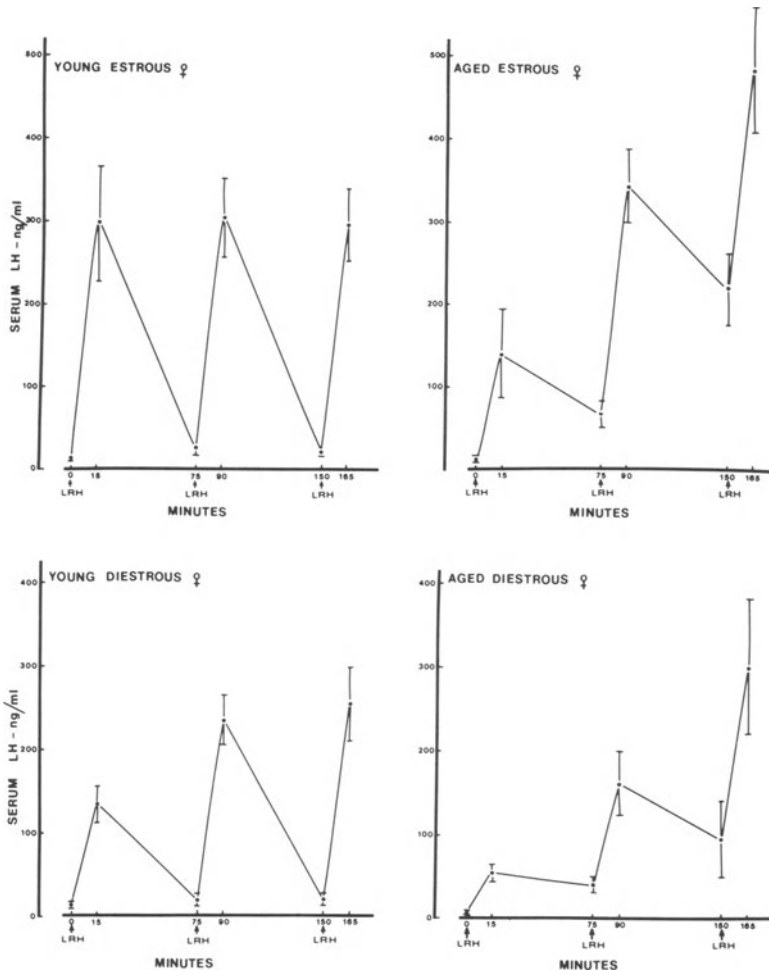 YOUNG ESTROUS ♀
SERUM LH - ng/ml
500
400
300
200
100
0
0 15 75 90 150 165
LRH LRH LRH
MINUTES
AGED ESTROUS ♀
500
400
300
200
100
0 15 75 90 150 165
LRH LRH LRH
MINUTES
YOUNG DIESTROUS ♀
SERUM LH - ng/ml
400
300
200
100
0
0 15 75 90 150 165
LRH LRH LRH
MINUTES
AGED DIESTROUS ♀
400
300
200
100
0
0 15 75 90 150 165
LRH LRH LRH
MINUTES